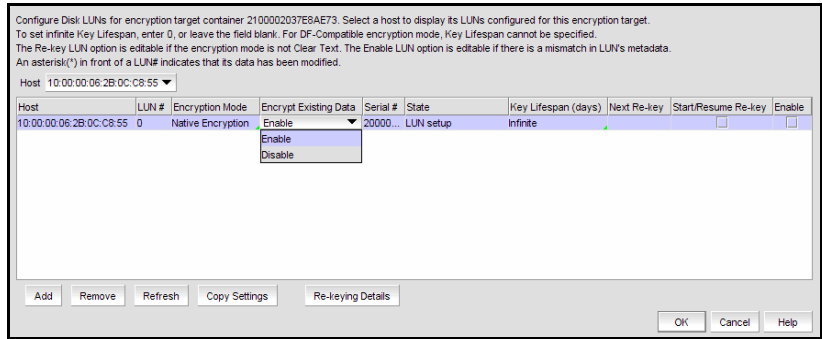 Configure Disk LUNs for encryption target container 2100002037E8AE73. Select a host to display its LUNs configured for this encryption target.
To set infinite Key Lifespan, enter 0, or leave the field blank. For DF-Compatible encryption mode, Key Lifespan cannot be specified.
The Re-key LUN option is editable if the encryption mode is not Clear Text. The Enable LUN option is editable if there is a mismatch in LUN's metadata.
An asterisk(*) in front of a LUN# indicates that its data has been modified.
Host 10:00:00:06:2B:0C:C8:55
Host LUN # Encryption Mode Encrypt Existing Data Serial # State Key Lifespan (days) Next Re-key Start/Resume Re-key Enable
10:00:00:06:2B:0C:C8:55 0 Native Encryption Enable 20000... LUN setup Infinite
Enable
Disable
Add Remove Refresh Copy Settings Re-keying Details
OK Cancel Help